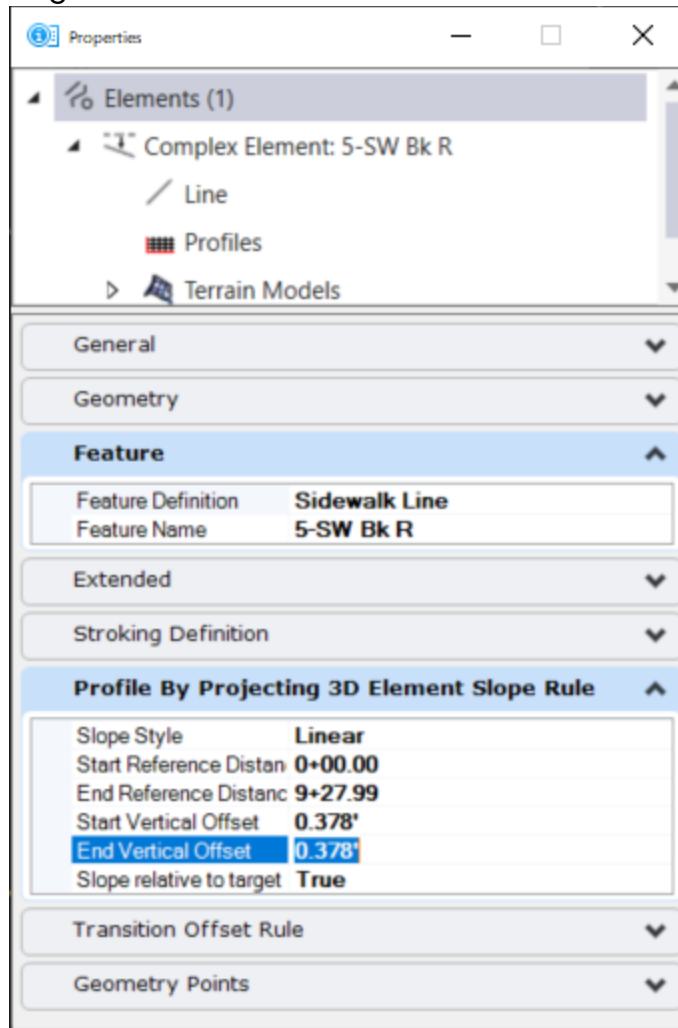 Properties
Elements (1)
Complex Element: 5-SW Bk R
Line
Profiles
Terrain Models
General
Geometry
Feature
Feature Definition Sidewalk Line
Feature Name 5-SW Bk R
Extended
Stroking Definition
Profile By Projecting 3D Element Slope Rule
Slope Style Linear
Start Reference Distan 0+00.00
End Reference Distanc 9+27.99
Start Vertical Offset 0.378'
End Vertical Offset 0.378'
Slope relative to target True
Transition Offset Rule
Geometry Points